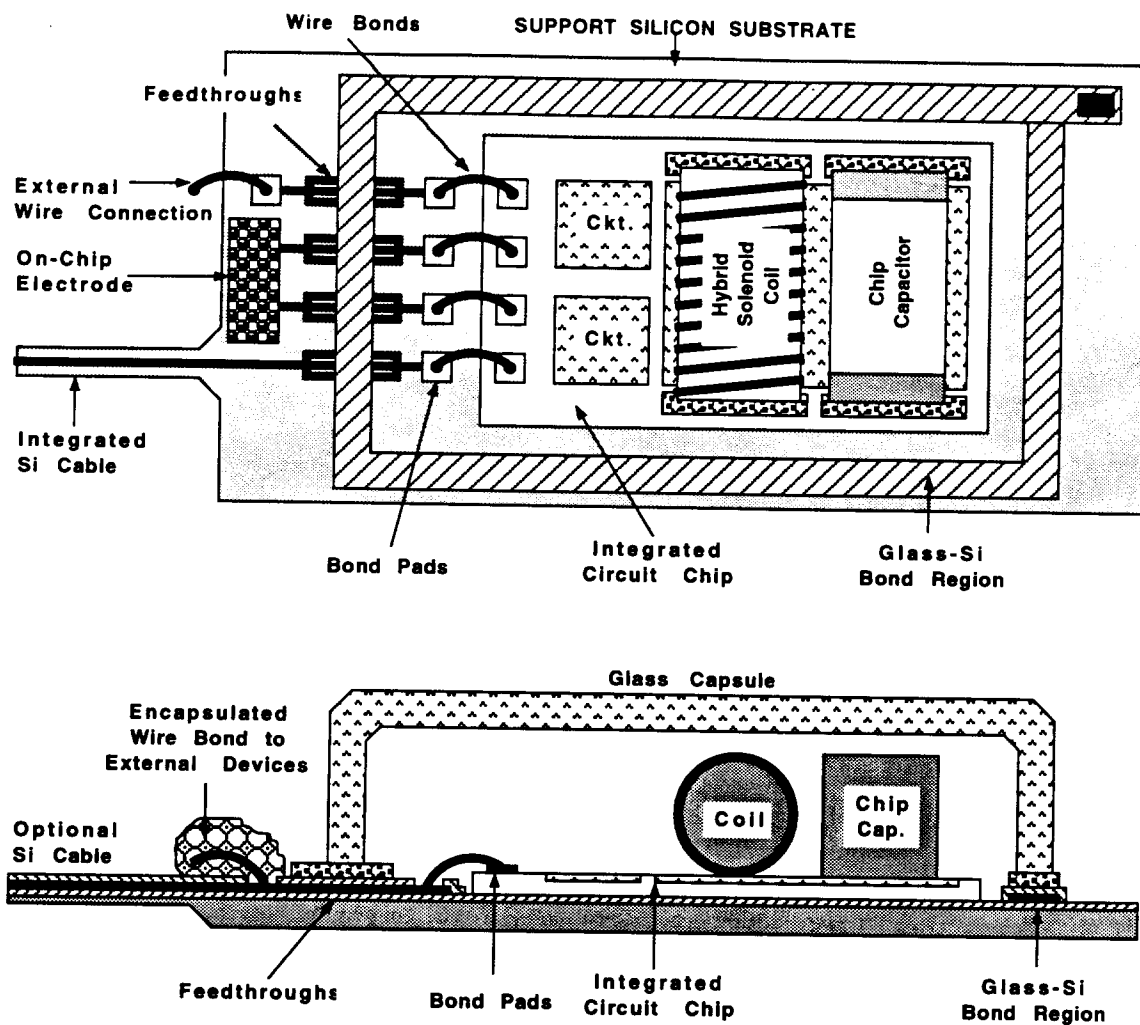 Wire Bonds
SUPPORT SILICON SUBSTRATE
Feedthroughs
External
Wire Connection
On-Chip
Electrode
Ckt.
Ckt.
Hybrid
Solenoid
Coil
Chip
Capacitor
Integrated
Si Cable
Bond Pads
Integrated
Circuit Chip
Glass-Si
Bond Region
Glass Capsule
Encapsulated
Wire Bond to
External Devices
Optional
Si Cable
Coil
Chip
Cap.
Feedthroughs
Bond Pads
Integrated
Circuit Chip
Glass-Si
Bond Region